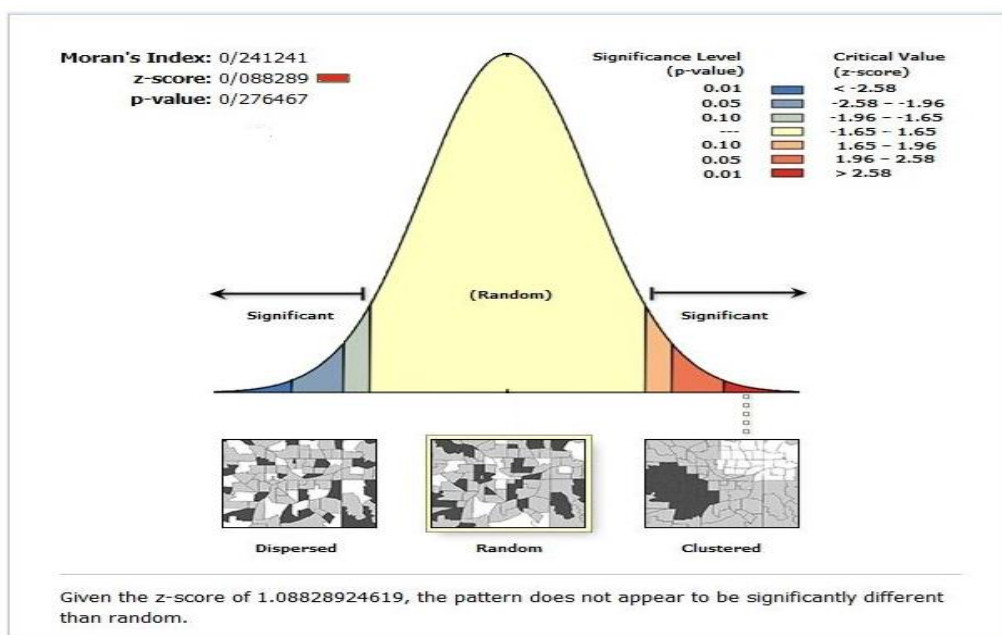 Moran's Index: 0/241241
z-score: 0/088289
p-value: 0/276467
Significance Level
(p-value)
Critical Value
(z-score)
0.01 < -2.58
0.05 -2.58 – -1.96
0.10 -1.96 – -1.65
--- -1.65 – 1.65
0.10 1.65 – 1.96
0.05 1.96 – 2.58
0.01 > 2.58
(Random)
Significant
Significant
Dispersed
Random
Clustered
Given the z-score of 1.08828924619, the pattern does not appear to be significantly different
than random.